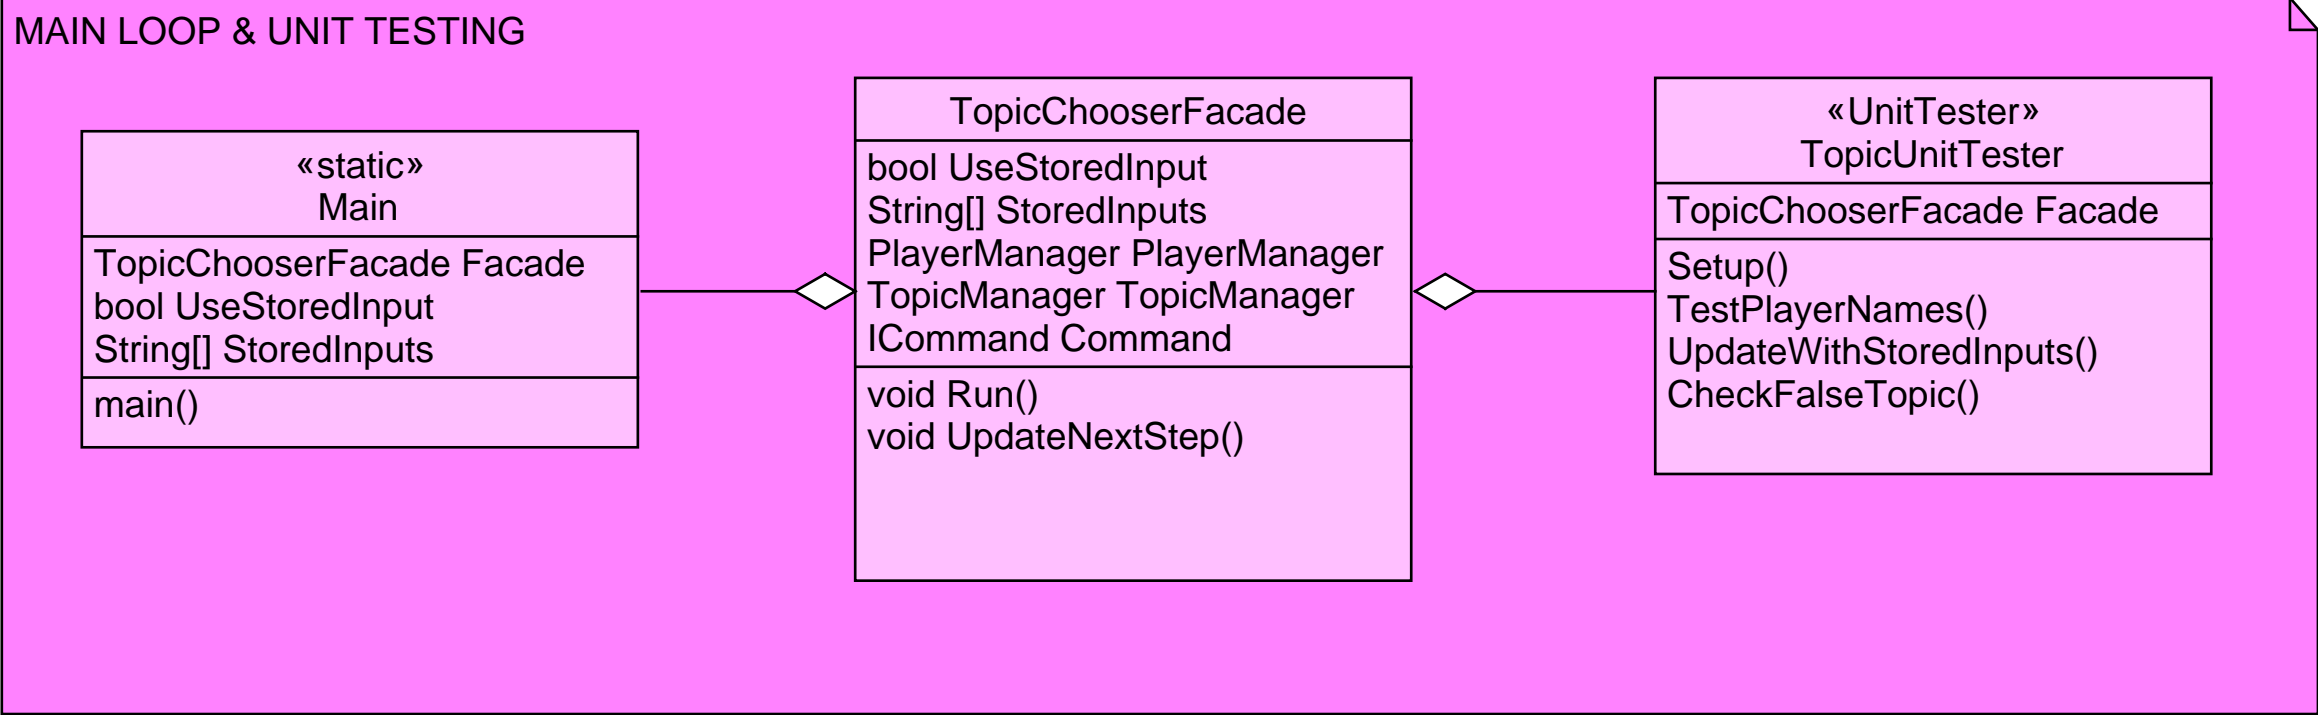 MAIN LOOP & UNIT TESTING
«static»
Main
TopicChooserFacade Facade
bool UseStoredInput
String[] StoredInputs
main()
TopicChooserFacade
bool UseStoredInput
String[] StoredInputs
PlayerManager PlayerManager
TopicManager TopicManager
ICommand Command
void Run()
void UpdateNextStep()
«UnitTester»
TopicUnitTester
TopicChooserFacade Facade
Setup()
TestPlayerNames()
UpdateWithStoredInputs()
CheckFalseTopic()